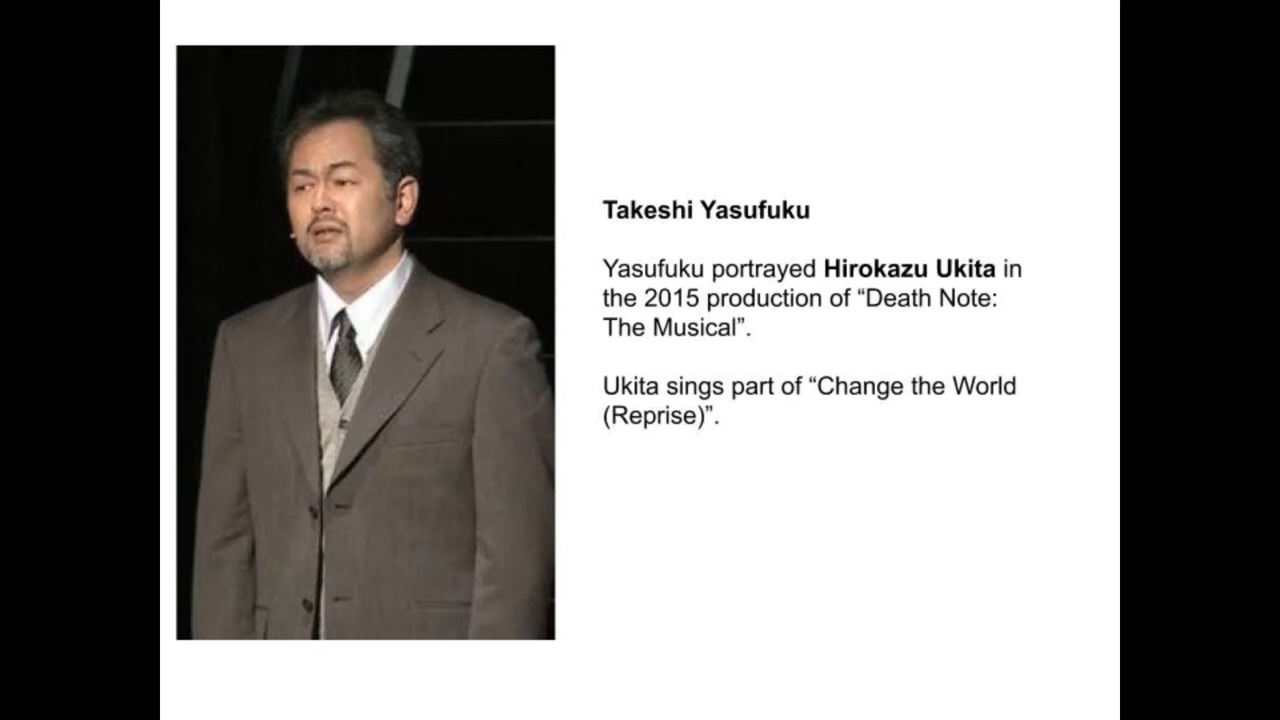 Takeshi Yasufuku
Yasufuku portrayed Hirokazu Ukita in
the 2015 production of “Death Note:
The Musical”.
Ukita sings part of “Change the World
(Reprise)”.